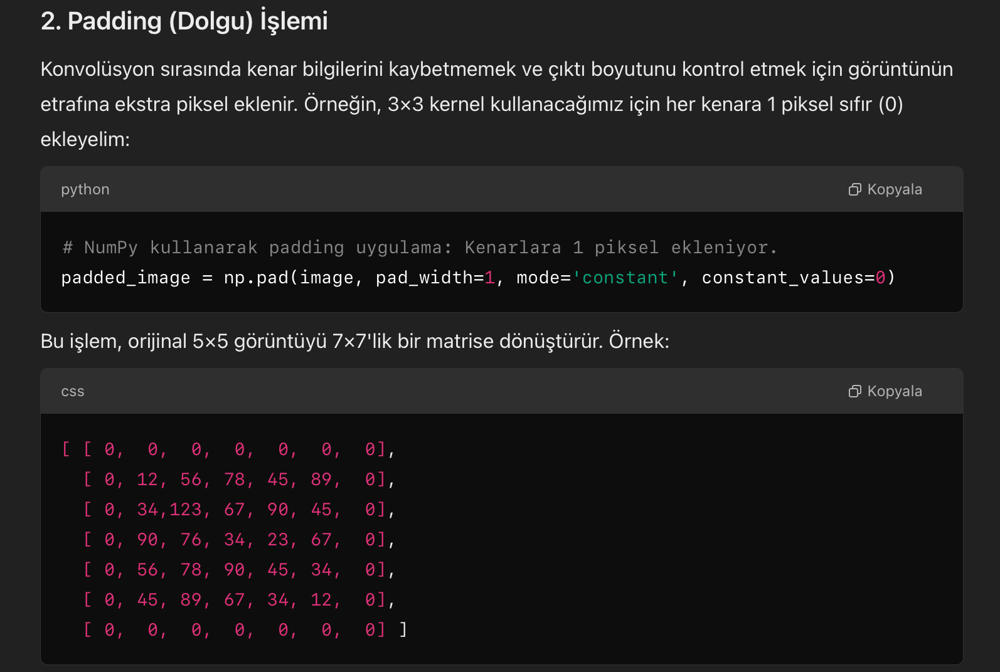 2. Padding (Dolgu) İşlemi
Konvolüsyon sırasında kenar bilgilerini kaybetmemek ve çıktı boyutunu kontrol etmek için görüntünün
etrafına ekstra piksel eklenir. Örneğin, 3×3 kernel kullanacağımız için her kenara 1 piksel sıfır (0)
ekleyelim:
python
Kopyala
# NumPy kullanarak padding uygulama: Kenarlara 1 piksel ekleniyor.
padded_image = np.pad(image, pad_width=1, mode='constant', constant_values=0)
Bu işlem, orijinal 5×5 görüntüyü 7×7'lik bir matrise dönüştürür. Örnek:
css
Kopyala
[ [ 0,  0,  0,  0,  0,  0,  0],
  [ 0, 12, 56, 78, 45, 89,  0],
  [ 0, 34,123, 67, 90, 45,  0],
  [ 0, 90, 76, 34, 23, 67,  0],
  [ 0, 56, 78, 90, 45, 34,  0],
  [ 0, 45, 89, 67, 34, 12,  0],
  [ 0,  0,  0,  0,  0,  0,  0] ]